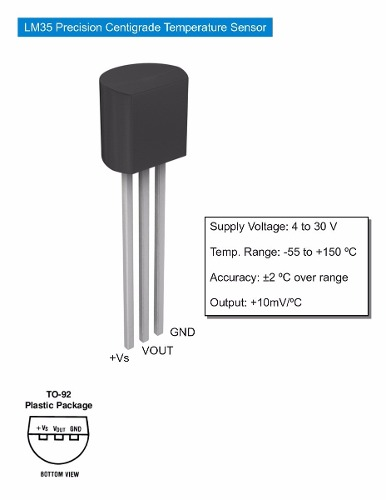 LM35 Precision Centigrade Temperature Sensor
Supply Voltage: 4 to 30 V
Temp. Range: -55 to +150 ºC
Accuracy: ±2 ºC over range
Output: +10mV/ºC
GND
VOUT
+Vs
TO-92
Plastic Package
+VS VOUT GND
BOTTOM VIEW